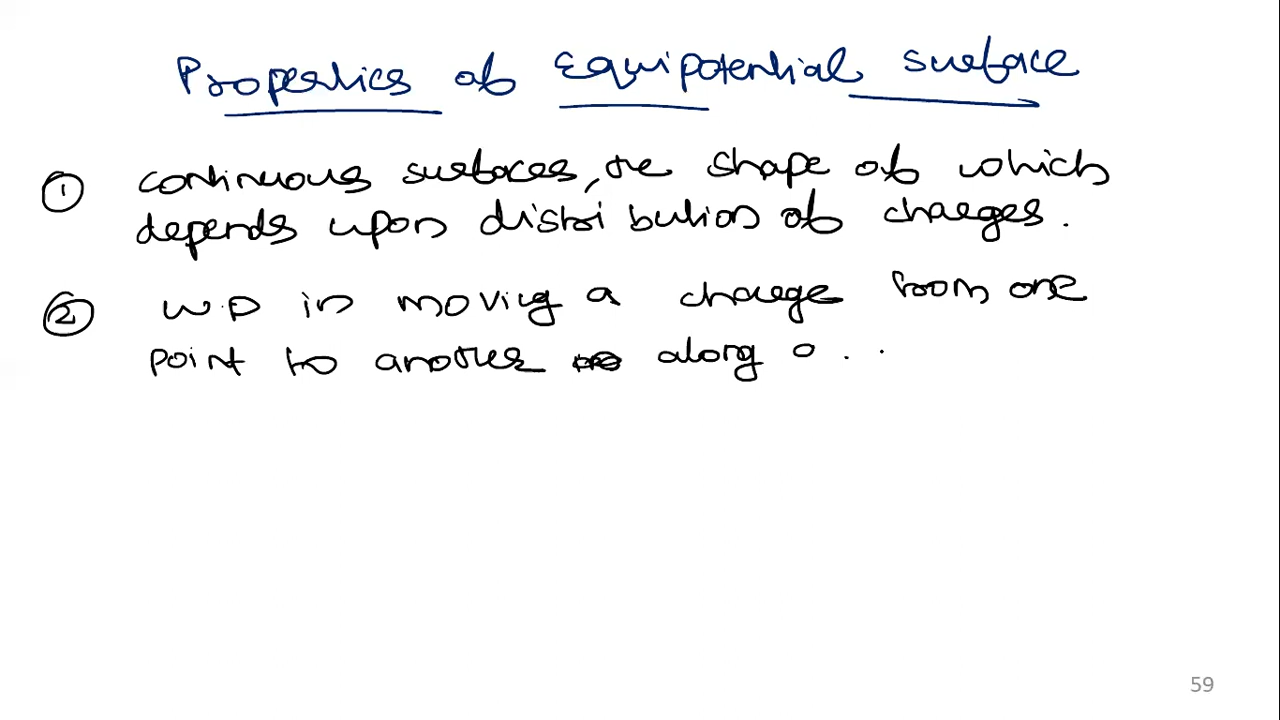 Properties of Equipotential surface
① continuous surfaces, the shape of which
depends upon distribution of charges.
② W.D in moving a charge from one
point to another along a . .
59